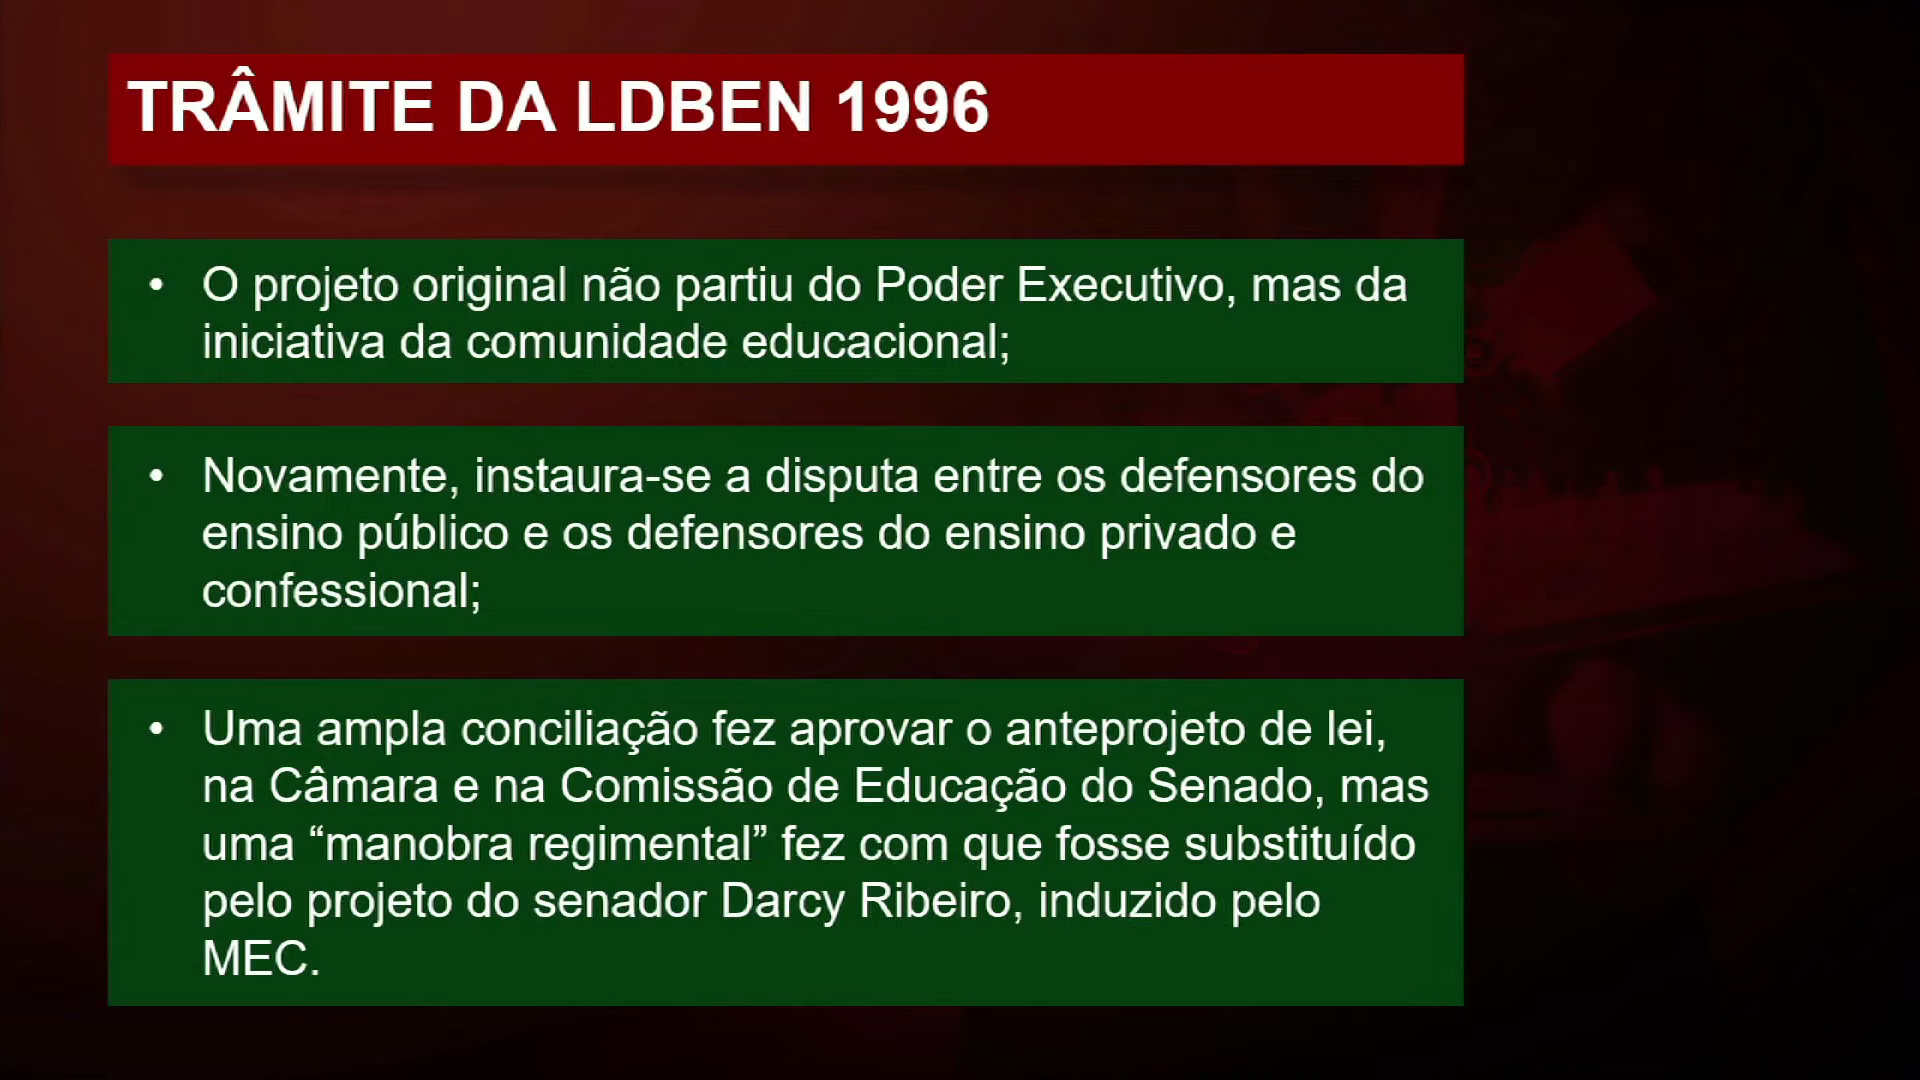 TRÂMITE DA LDBEN 1996
• O projeto original não partiu do Poder Executivo, mas da
iniciativa da comunidade educacional;
• Novamente, instaura-se a disputa entre os defensores do
ensino público e os defensores do ensino privado e
confessional;
• Uma ampla conciliação fez aprovar o anteprojeto de lei,
na Câmara e na Comissão de Educação do Senado, mas
uma “manobra regimental” fez com que fosse substituído
pelo projeto do senador Darcy Ribeiro, induzido pelo
MEC.